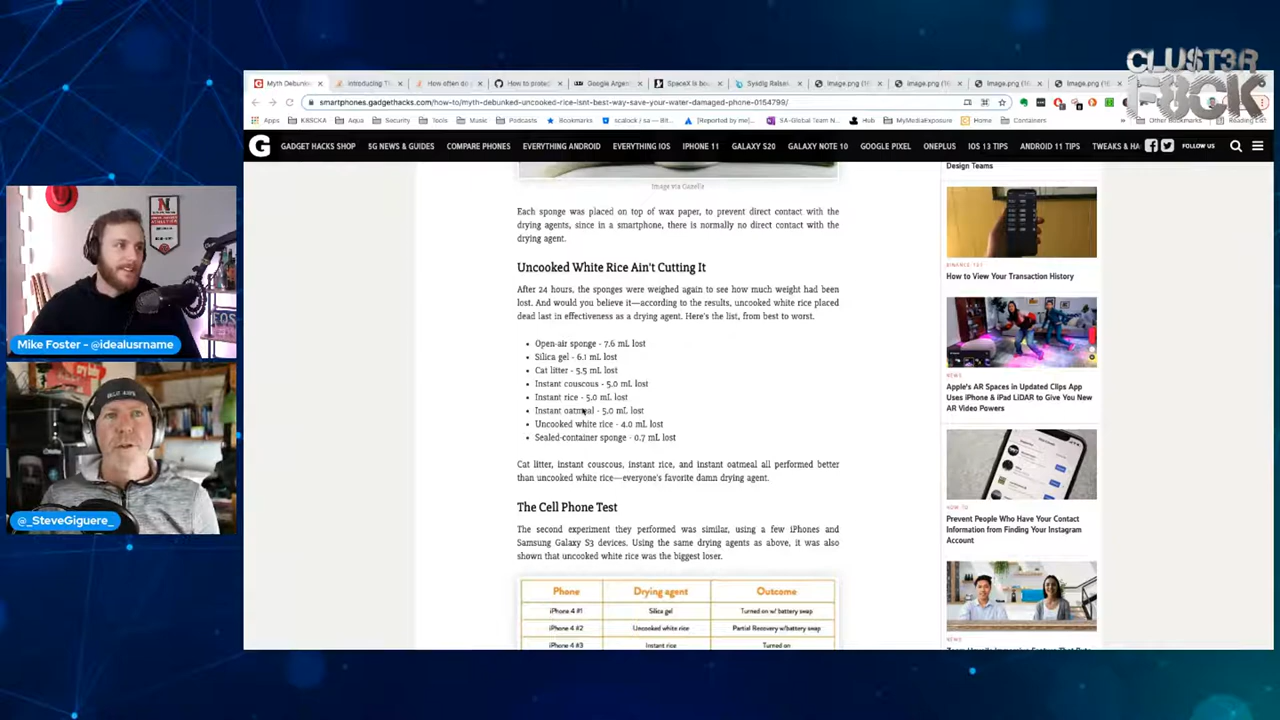 CLU$T3R
F8CK
Myth Debunked
Introducing Th
How often do
How to protec
Google Argen
SpaceX is bou
Sysdig Raises
Image.png (16
Image.png (16
Image.png (16
Image.png (16
smartphones.gadgethacks.com/how-to/myth-debunked-uncooked-rice-isnt-best-way-save-your-water-damaged-phone-0154799/
Apps
K8SCKA
Aqua
Security
Tools
Music
Podcasts
Bookmarks
scalock / sa — Bit...
[Reported by me]...
SA-Global Team N...
Hub
MyMediaExposure
Home
Containers
Other Bookmarks
Reading List
G
GADGET HACKS SHOP
5G NEWS & GUIDES
COMPARE PHONES
EVERYTHING ANDROID
EVERYTHING IOS
IPHONE 11
GALAXY S20
GALAXY NOTE 10
GOOGLE PIXEL
ONEPLUS
IOS 13 TIPS
ANDROID 11 TIPS
TWEAKS & HA
FOLLOW US
Image via Gazelle
Each sponge was placed on top of wax paper, to prevent direct contact with the
drying agents, since in a smartphone, there is normally no direct contact with the
drying agent.
Uncooked White Rice Ain't Cutting It
After 24 hours, the sponges were weighed again to see how much weight had been
lost. And would you believe it—according to the results, uncooked white rice placed
dead last in effectiveness as a drying agent. Here's the list, from best to worst.
Open-air sponge - 7.6 mL lost
Silica gel - 6.1 mL lost
Cat litter - 5.5 mL lost
Instant couscous - 5.0 mL lost
Instant rice - 5.0 mL lost
Instant oatmeal - 5.0 mL lost
Uncooked white rice - 4.0 mL lost
Sealed-container sponge - 0.7 mL lost
Cat litter, instant couscous, instant rice, and instant oatmeal all performed better
than uncooked white rice—everyone's favorite damn drying agent.
The Cell Phone Test
The second experiment they performed was similar, using a few iPhones and
Samsung Galaxy S3 devices. Using the same drying agents as above, it was also
shown that uncooked white rice was the biggest loser.
Phone Drying agent Outcome
iPhone 4 #1 Silica gel Turned on w/ battery swap
iPhone 4 #2 Uncooked white rice Partial Recovery w/battery swap
iPhone 4 #3 Instant rice Turned on
Design Teams
How to View Your Transaction History
NEWS
Apple's AR Spaces in Updated Clips App
Uses iPhone & iPad LiDAR to Give You New
AR Video Powers
HOW TO
Prevent People Who Have Your Contact
Information from Finding Your Instagram
Account
NEWS
N
Mike Foster - @idealusrname
@_SteveGiguere_